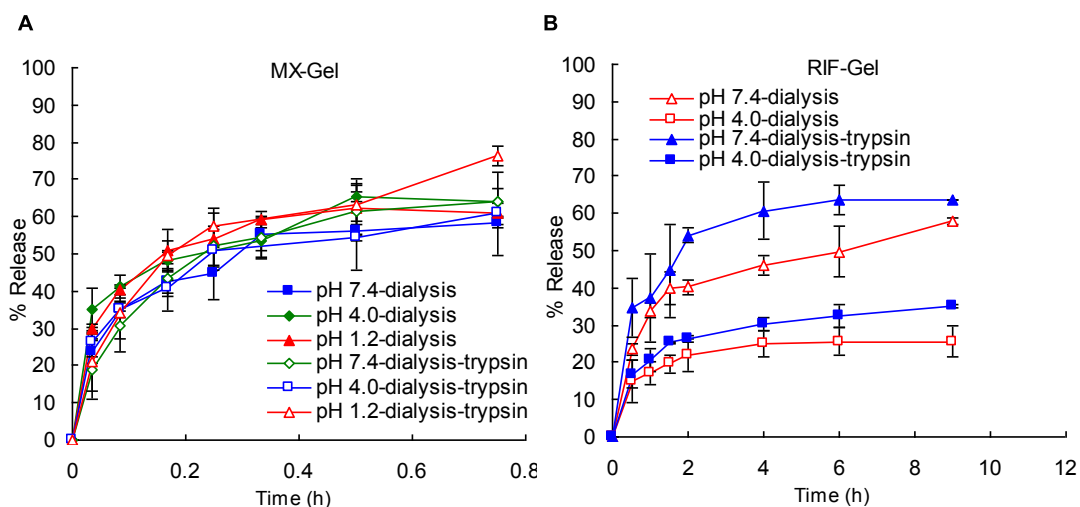 A
MX-Gel
% Release
100
90
80
70
60
50
40
30
20
10
0
pH 7.4-dialysis
pH 4.0-dialysis
pH 1.2-dialysis
pH 7.4-dialysis-trypsin
pH 4.0-dialysis-trypsin
pH 1.2-dialysis-trypsin
0 0.2 0.4 0.6 0.8
Time (h)
B
RIF-Gel
% Release
100
90
80
70
60
50
40
30
20
10
0
pH 7.4-dialysis
pH 4.0-dialysis
pH 7.4-dialysis-trypsin
pH 4.0-dialysis-trypsin
0 2 4 6 8 10 12
Time (h)